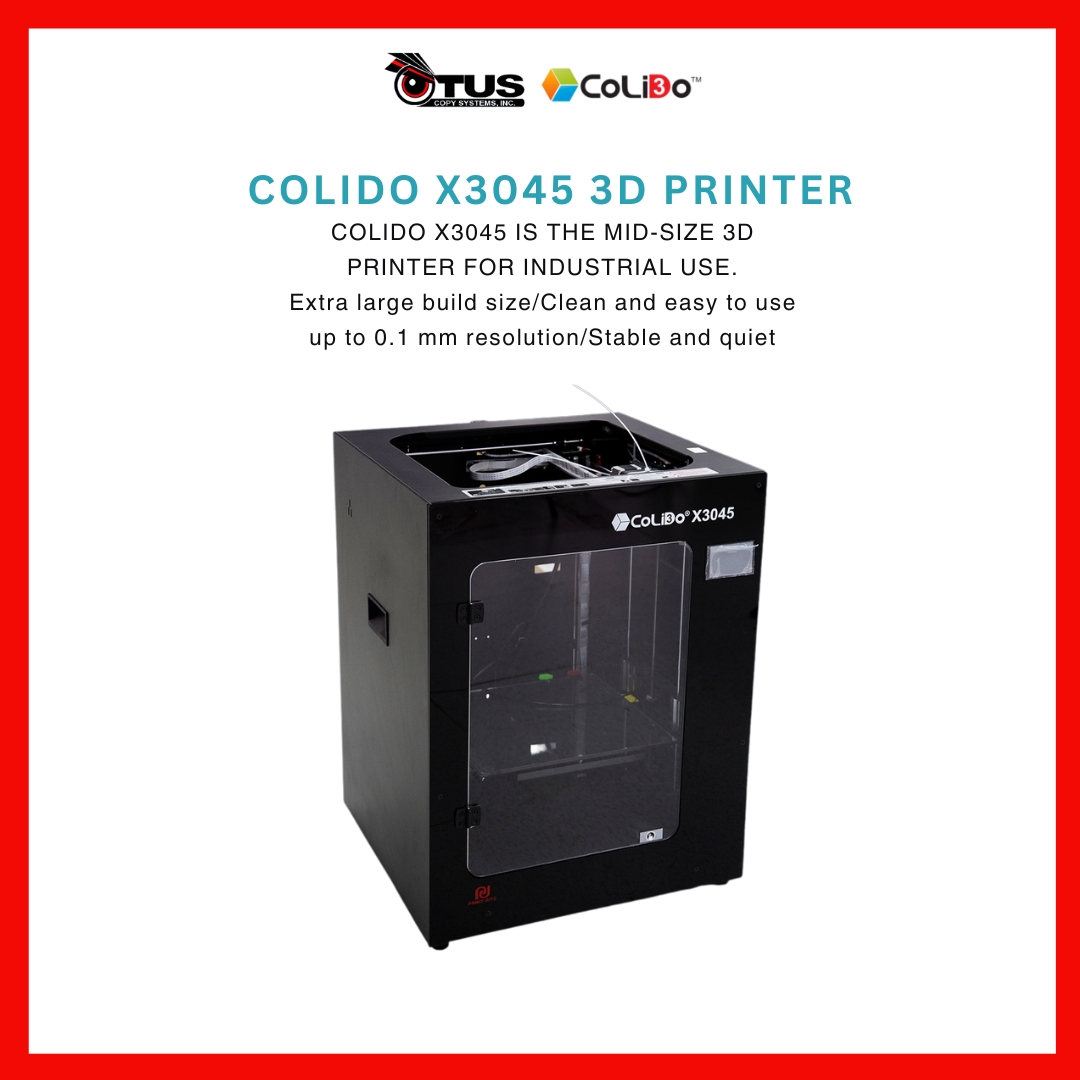 OTUS
COPY SYSTEMS, INC.
CoLiDo™
COLIDO X3045 3D PRINTER
COLIDO X3045 IS THE MID-SIZE 3D
PRINTER FOR INDUSTRIAL USE.
Extra large build size/Clean and easy to use
up to 0.1 mm resolution/Stable and quiet
CoLiDo® X3045
PRINT-RITE